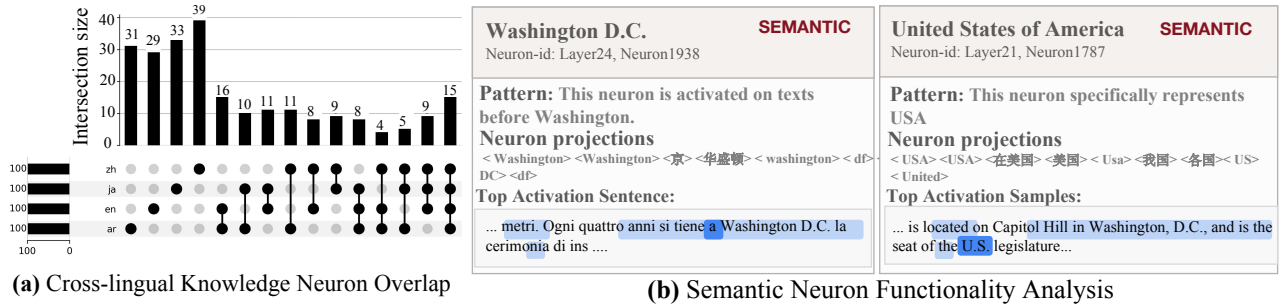 Intersection size
40
30
20
10
0
31
29
33
39
16
10
11
11
8
9
8
4
5
9
15
100
zh
100
ja
100
en
100
ar
100
0
(a) Cross-lingual Knowledge Neuron Overlap
Washington D.C.
SEMANTIC
Neuron-id: Layer24, Neuron1938
Pattern: This neuron is activated on texts
before Washington.
Neuron projections
< Washington> <Washington> <京> <华盛顿> < washington> < df>
DC> <df>
Top Activation Sentence:
... metri. Ogni quattro anni si tiene a Washington D.C. la
cerimonia di ins ....
United States of America
SEMANTIC
Neuron-id: Layer21, Neuron1787
Pattern: This neuron specifically represents
USA
Neuron projections
< USA> <USA> <在美国> <美国> < Usa> <我国> <各国>< US>
< United>
Top Activation Samples:
... is located on Capitol Hill in Washington, D.C., and is the
seat of the U.S. legislature...
(b) Semantic Neuron Functionality Analysis